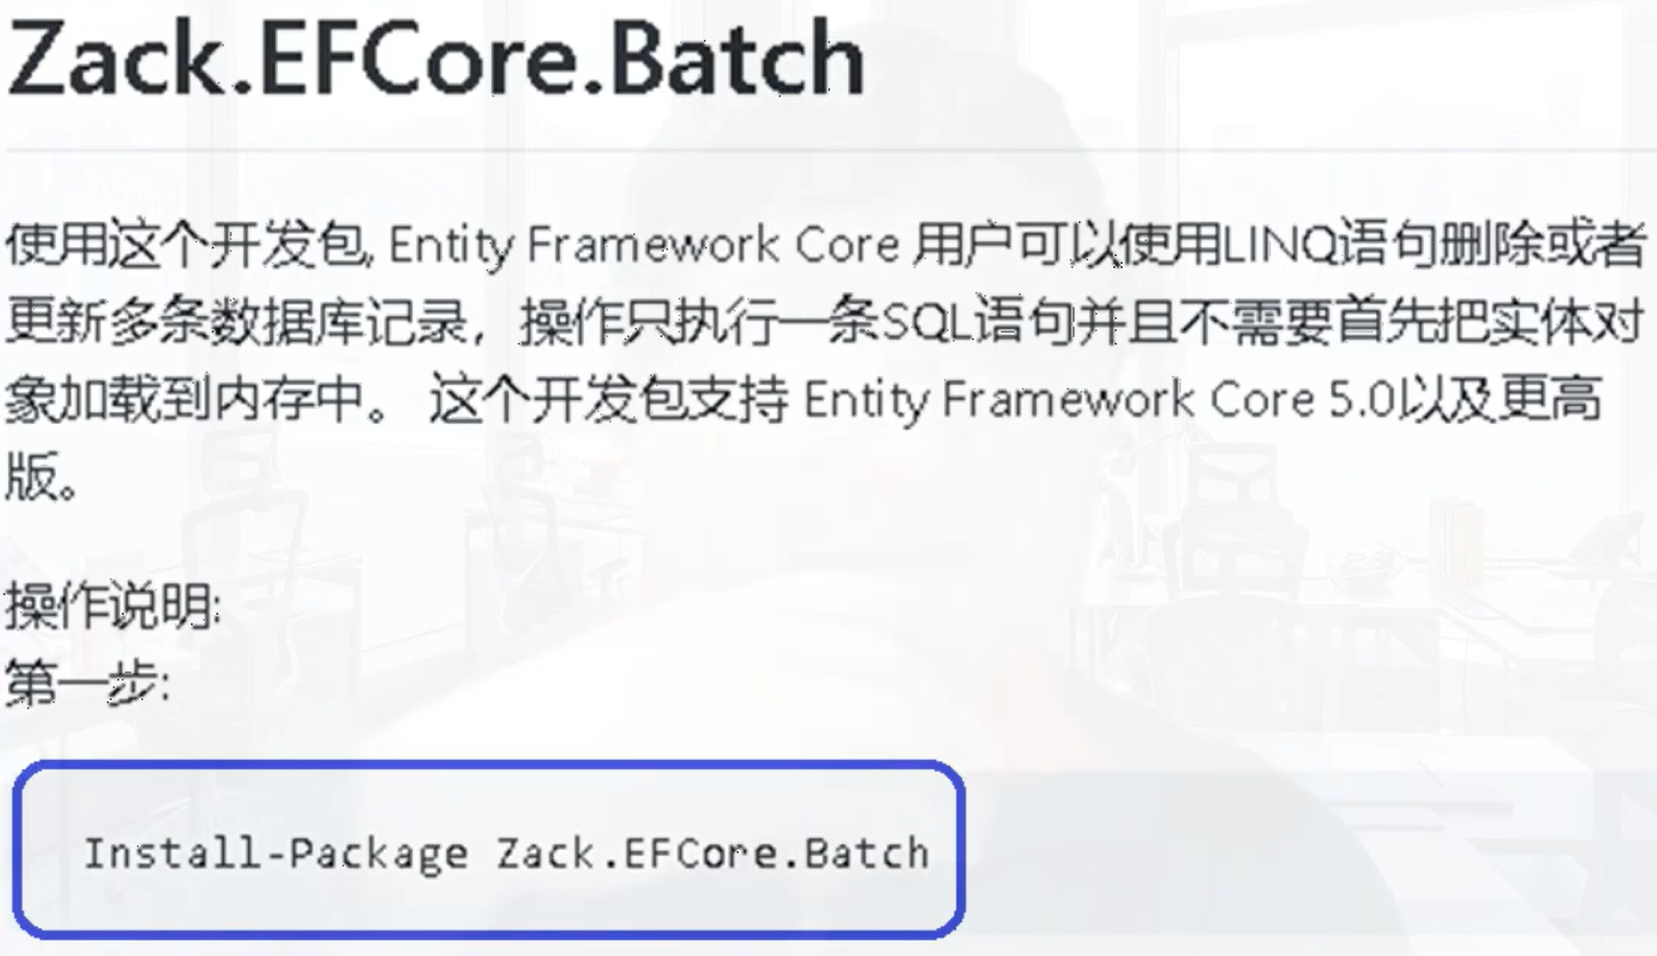 Zack.EFCore.Batch
使用这个开发包, Entity Framework Core 用户可以使用LINQ语句删除或者
更新多条数据库记录，操作只执行一条SQL语句并且不需要首先把实体对
象加载到内存中。 这个开发包支持 Entity Framework Core 5.0以及更高
版。
操作说明:
第一步:
Install-Package Zack.EFCore.Batch